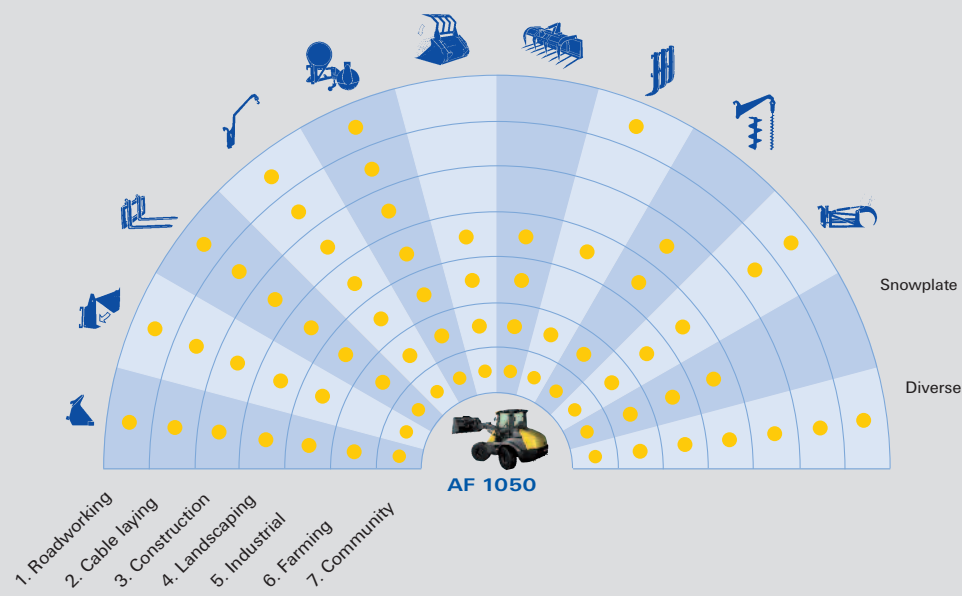 Snowplate
Diverse
AF 1050
1. Roadworking
2. Cable laying
3. Construction
4. Landscaping
5. Industrial
6. Farming
7. Community